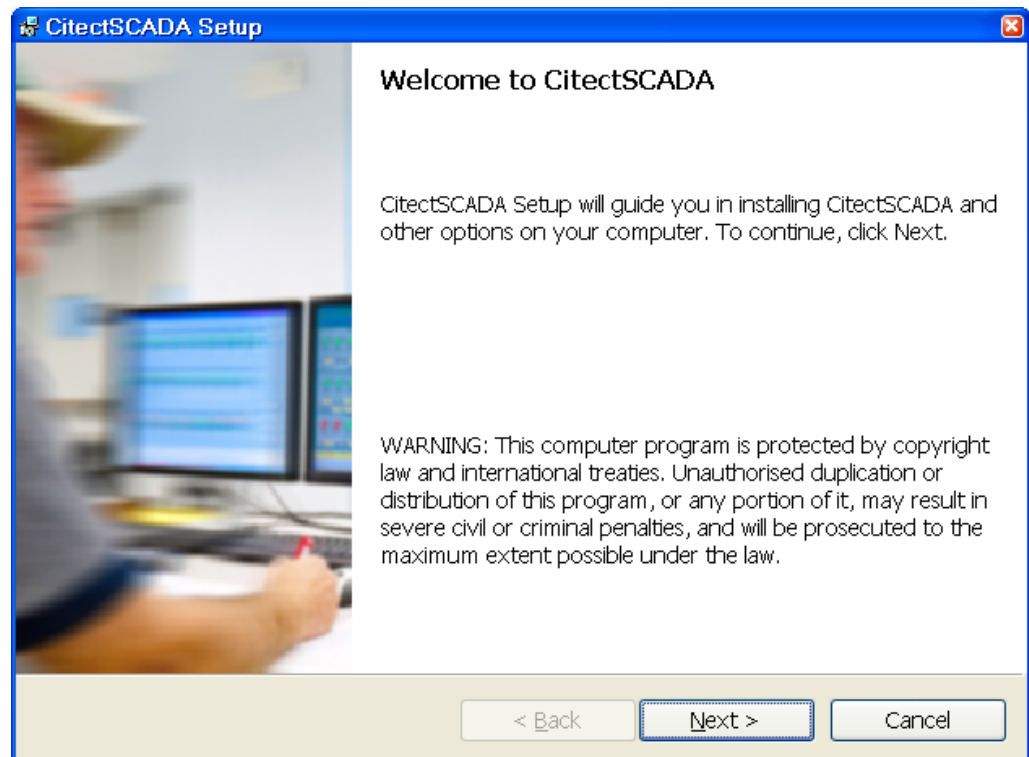 CitectSCADA Setup
Welcome to CitectSCADA
CitectSCADA Setup will guide you in installing CitectSCADA and
other options on your computer. To continue, click Next.
WARNING: This computer program is protected by copyright
law and international treaties. Unauthorised duplication or
distribution of this program, or any portion of it, may result in
severe civil or criminal penalties, and will be prosecuted to the
maximum extent possible under the law.
< Back Next > Cancel